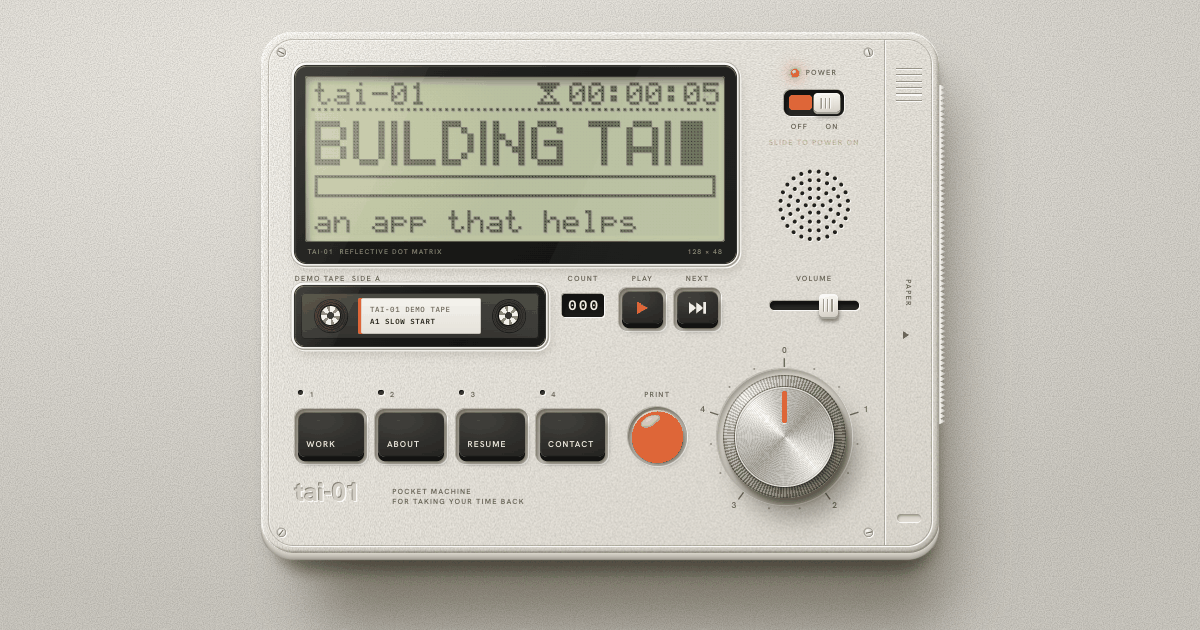 tai-01 00:00:05
BUILDING TAI
an app that helps
TAI-01 REFLECTIVE DOT MATRIX 128 × 48
POWER
OFF ON
SLIDE TO POWER ON
DEMO TAPE SIDE A
TAI-01 DEMO TAPE
A1 SLOW START
COUNT
000
PLAY
NEXT
VOLUME
PAPER
1
2
3
4
WORK
ABOUT
RESUME
CONTACT
PRINT
0
1
2
3
4
tai-01
POCKET MACHINE
FOR TAKING YOUR TIME BACK